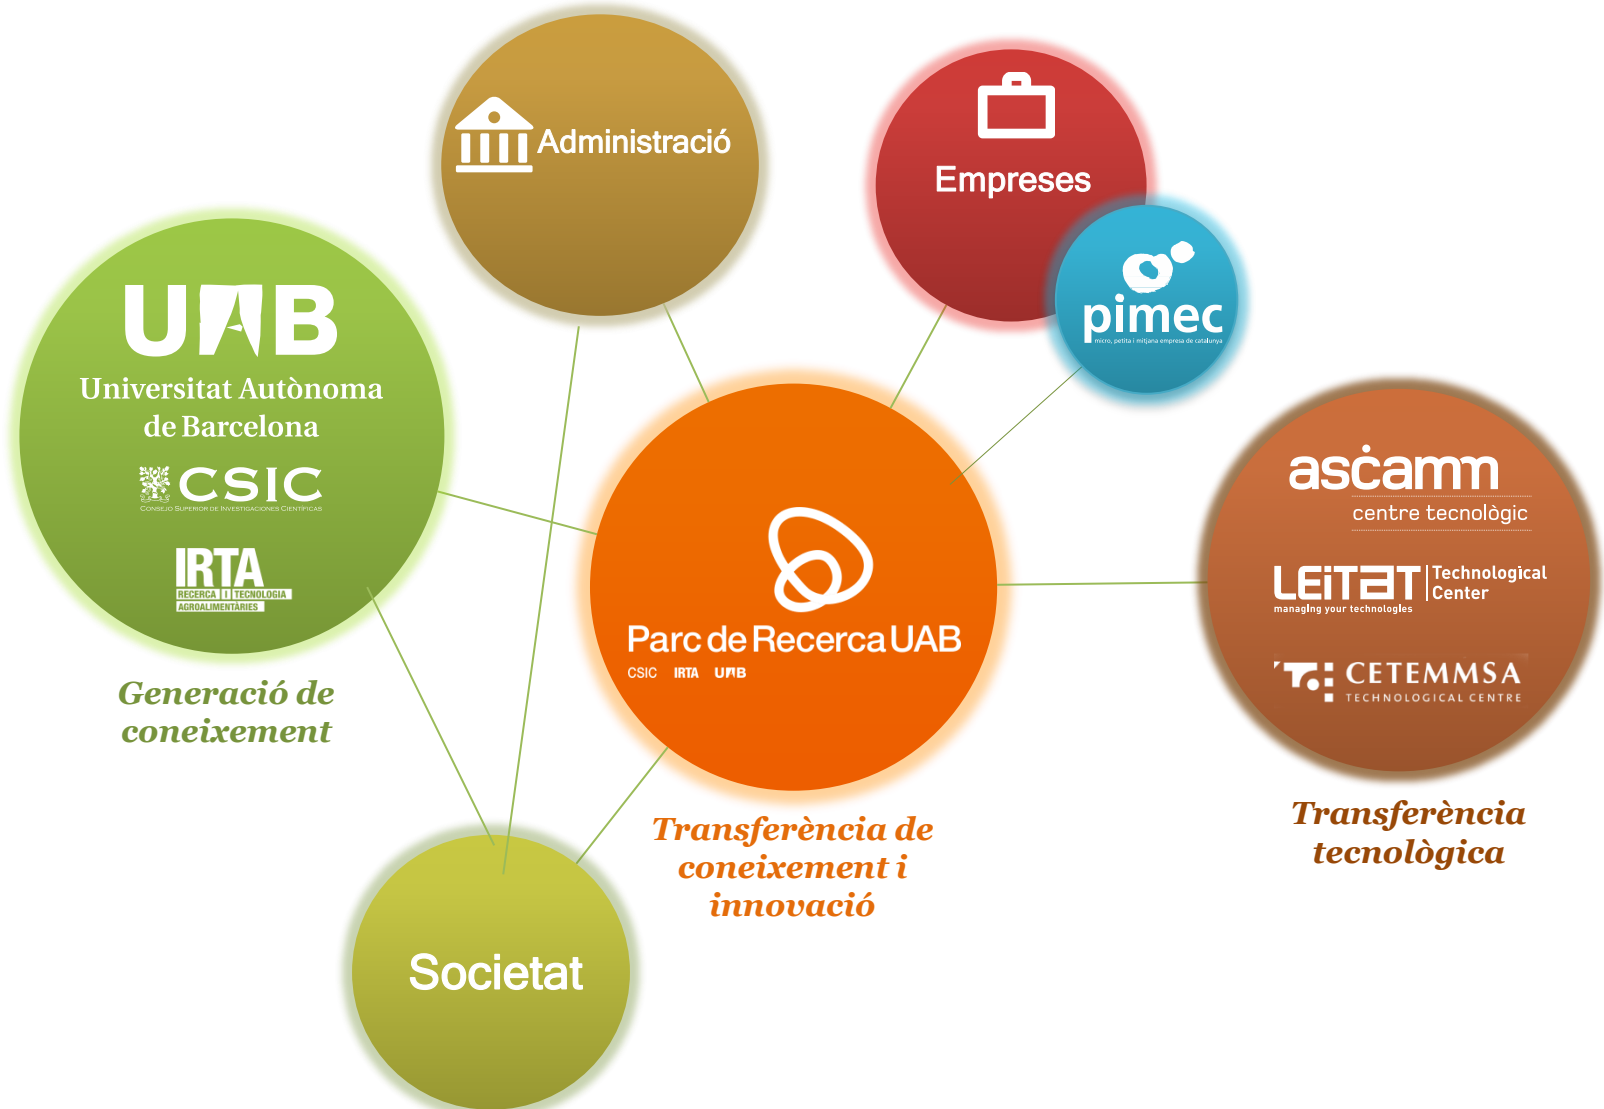 Administració
Empreses
pimec
micro, petita i mitjana empresa de catalunya
UAB
Universitat Autònoma
de Barcelona
CSIC
CONSEJO SUPERIOR DE INVESTIGACIONES CIENTÍFICAS
IRTA
RECERCA I TECNOLOGIA
AGROALIMENTÀRIES
Generació de
coneixement
Parc de Recerca UAB
CSIC IRTA UAB
Transferència de
coneixement i
innovació
ascamm
centre tecnològic
LEiTAT Technological
Center
managing your technologies
CETEMMSA
TECHNOLOGICAL CENTRE
Transferència
tecnològica
Societat